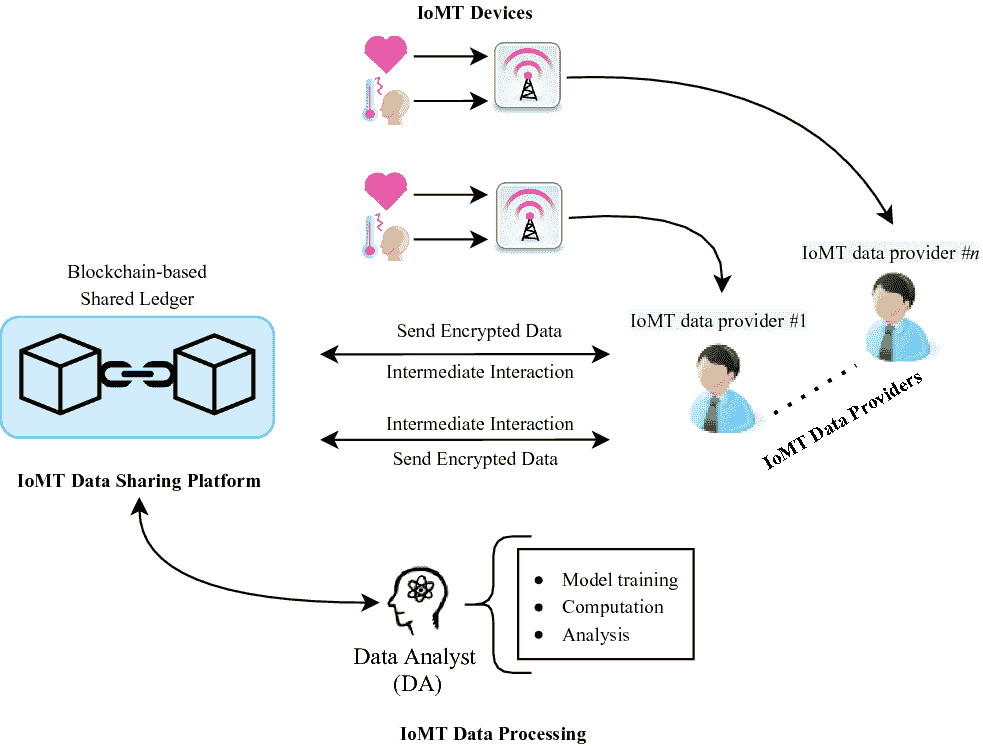 IoMT Devices
IoMT data provider #n
Blockchain-based
Shared Ledger
IoMT data provider #1
Send Encrypted Data
Intermediate Interaction
IoMT Data Providers
Intermediate Interaction
Send Encrypted Data
IoMT Data Sharing Platform
• Model training
• Computation
• Analysis
Data Analyst
(DA)
IoMT Data Processing